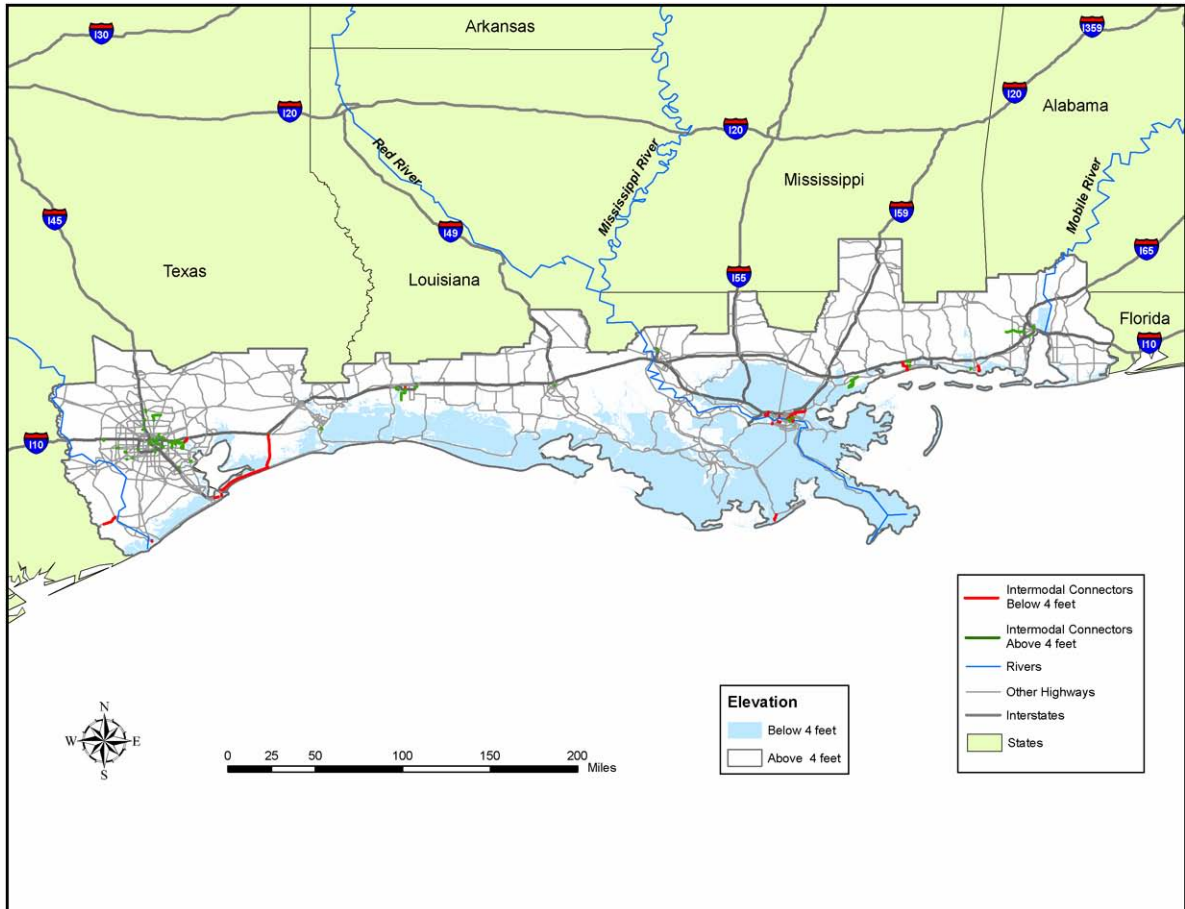 I30
Arkansas
I359
I20
I20
I20
Alabama
Red River
Mississippi River
Mississippi
Mobile River
I45
I49
I59
I65
Texas
Louisiana
I55
Florida
I10
I10
Intermodal Connectors
Below 4 feet
Intermodal Connectors
Above 4 feet
Rivers
Other Highways
Interstates
States
Elevation
Below 4 feet
Above 4 feet
N
W E
S
0 25 50 100 150 200
Miles